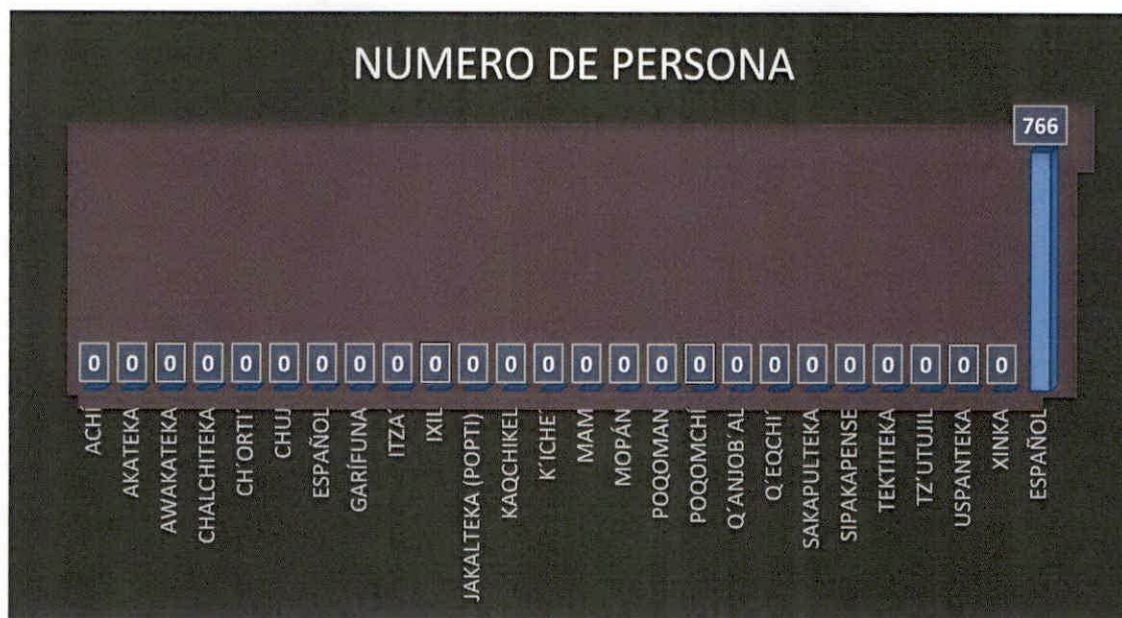 NUMERO DE PERSONA
766
0 0 0 0 0 0 0 0 0 0 0 0 0 0 0 0 0 0 0 0 0 0 0 0 0
ACHÍ
AKATEKA
AWAKATEKA
CHALCHITEKA
CH´ORTI´
CHUJ
ESPAÑOL
GARÍFUNA
ITZA´
IXIL
JAKALTEKA (POPTI)
KAQCHIKEL
K´ICHE´
MAM
MOPÁN
POQOMAN
POQOMCHÍ
Q´ANJOB´AL
Q´EQCHI´
SAKAPULTEKA
SIPAKAPENSE
TEKTITEKA
TZ´UTUJIL
USPANTEKA
XINKA
ESPAÑOL